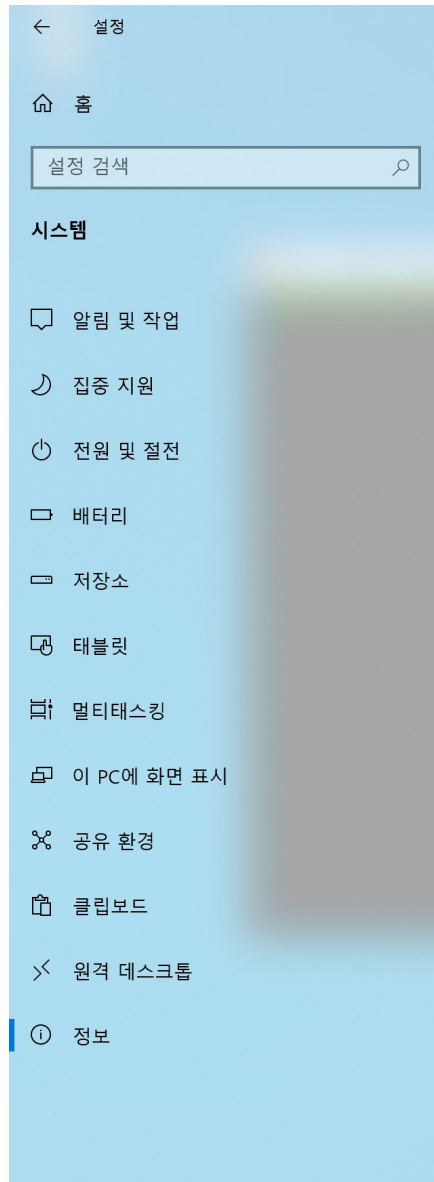 설정
홈
설정 검색
시스템
알림 및 작업
집중 지원
전원 및 절전
배터리
저장소
태블릿
멀티태스킹
이 PC에 화면 표시
공유 환경
클립보드
원격 데스크톱
정보